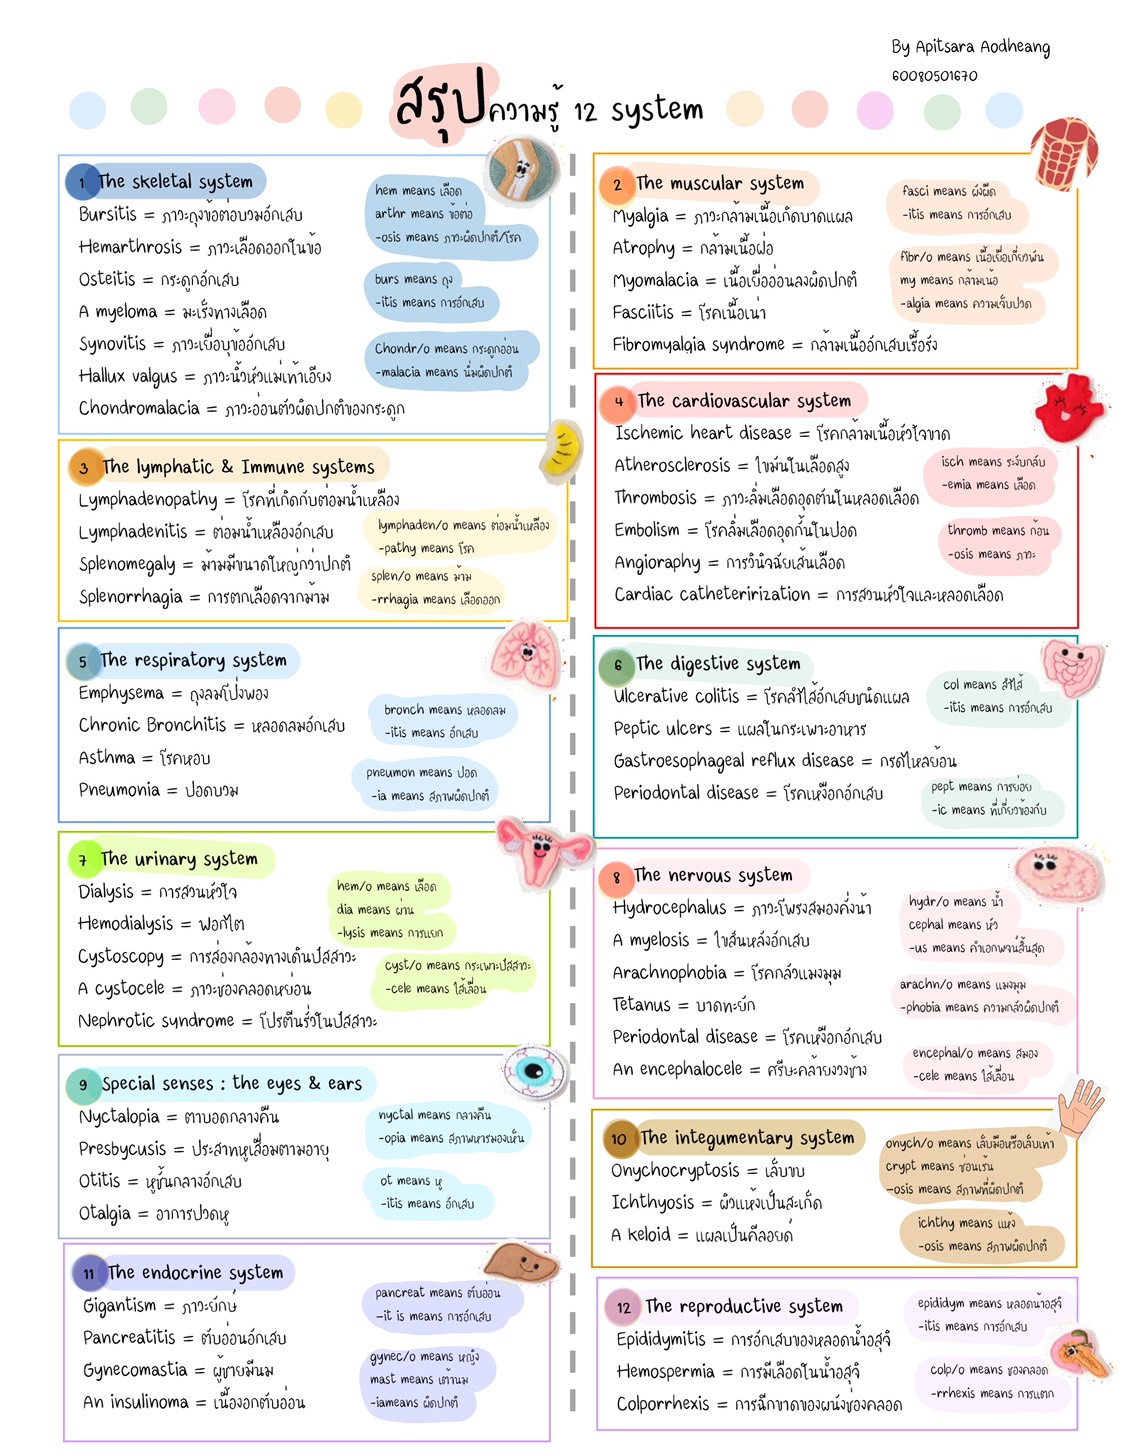 By Apitsara Aodheang
60080501670
สรุปความรู้ 12 system
1 The skeletal system
Bursitis = ภาวะถุงข้อต่อบวมอักเสบ
Hemarthrosis = ภาวะเลือดออกในข้อ
Osteitis = กระดูกอักเสบ
A myeloma = มะเร็งทางเลือด
Synovitis = ภาวะเยื่อบุข้ออักเสบ
Hallux valgus = ภาวะนิ้วหัวแม่เท้าเอียง
Chondromalacia = ภาวะอ่อนตัวผิดปกติของกระดูก
hem means เลือด
arthr means ข้อต่อ
-osis means ภาวะผิดปกติ/โรค
burs means ถุง
-itis means การอักเสบ
Chondr/o means กระดูกอ่อน
-malacia means นิ่มผิดปกติ
2 The muscular system
Myalgia = ภาวะกล้ามเนื้อเกิดบาดแผล
Atrophy = กล้ามเนื้อฝ่อ
Myomalacia = เนื้อเยื่ออ่อนลงผิดปกติ
Fasciitis = โรคเนื้อเน่า
Fibromyalgia syndrome = กล้ามเนื้ออักเสบเรื้อรัง
fasci means ผังผืด
-itis means การอักเสบ
fibr/o means เนื้อเยื่อเกี่ยวพัน
my means กล้ามเนื้อ
-algia means ความเจ็บปวด
3 The lymphatic & Immune systems
Lymphadenopathy = โรคที่เกิดกับต่อมน้ำเหลือง
Lymphadenitis = ต่อมน้ำเหลืองอักเสบ
Splenomegaly = ม้ามมีขนาดใหญ่กว่าปกติ
Splenorrhagia = การตกเลือดจากม้าม
lymphaden/o means ต่อมน้ำเหลือง
-pathy means โรค
splen/o means ม้าม
-rrhagia means เลือดออก
4 The cardiovascular system
Ischemic heart disease = โรคกล้ามเนื้อหัวใจขาด
Atherosclerosis = ไขมันในเลือดสูง
Thrombosis = ภาวะลิ่มเลือดอุดตันในหลอดเลือด
Embolism = โรคลิ่มเลือดอุดกั้นในปอด
Angioraphy = การวินิจฉัยเส้นเลือด
Cardiac catheterirization = การสวนหัวใจและหลอดเลือด
isch means ระงับกลับ
-emia means เลือด
thromb means ก้อน
-osis means ภาวะ
5 The respiratory system
Emphysema = ถุงลมโป่งพอง
Chronic Bronchitis = หลอดลมอักเสบ
Asthma = โรคหอบ
Pneumonia = ปอดบวม
bronch means หลอดลม
-itis means อักเสบ
pneumon means ปอด
-ia means สภาพผิดปกติ
6 The digestive system
Ulcerative colitis = โรคลำไส้อักเสบชนิดแผล
Peptic ulcers = แผลในกระเพาะอาหาร
Gastroesophageal reflux disease = กรดไหลย้อน
Periodontal disease = โรคเหงือกอักเสบ
col means ลำไส้
-itis means การอักเสบ
pept means การย่อย
-ic means ที่เกี่ยวข้องกับ
7 The urinary system
Dialysis = การสวนหัวใจ
Hemodialysis = ฟอกไต
Cystoscopy = การส่องกล้องทางเดินปัสสาวะ
A cystocele = ภาวะช่องคลอดหย่อน
Nephrotic syndrome = โปรตีนรั่วในปัสสาวะ
hem/o means เลือด
dia means ผ่าน
-lysis means การแยก
cyst/o means กระเพาะปัสสาวะ
-cele means ไส้เลื่อน
8 The nervous system
Hydrocephalus = ภาวะโพรงสมองคั่งน้ำ
A myelosis = ไขสันหลังอักเสบ
Arachnophobia = โรคกลัวแมงมุม
Tetanus = บาดทะยัก
Periodontal disease = โรคเหงือกอักเสบ
An encephalocele = ศรีษะคล้ายงวงช้าง
hydr/o means น้ำ
cephal means หัว
-us means คำเอกพจน์สิ้นสุด
arachn/o means แมงมุม
-phobia means ความกลัวผิดปกติ
encephal/o means สมอง
-cele means ไส้เลื่อน
9 Special senses : the eyes & ears
Nyctalopia = ตาบอดกลางคืน
Presbycusis = ประสาทหูเสื่อมตามอายุ
Otitis = หูชั้นกลางอักเสบ
Otalgia = อาการปวดหู
nyctal means กลางคืน
-opia means สภาพหารมองเห็น
ot means หู
-itis means อักเสบ
10 The integumentary system
Onychocryptosis = เล็บขบ
Ichthyosis = ผิวแห้งเป็นสะเก็ด
A keloid = แผลเป็นคีลอยด์
onych/o means เล็บมือหรือเล็บเท้า
crypt means ซ่อนเร้น
-osis means สภาพที่ผิดปกติ
ichthy means แห้ง
-osis means สภาพผิดปกติ
11 The endocrine system
Gigantism = ภาวะยักษ์
Pancreatitis = ตับอ่อนอักเสบ
Gynecomastia = ผู้ชายมีนม
An insulinoma = เนื้องอกตับอ่อน
pancreat means ตับอ่อน
-it is means การอักเสบ
gynec/o means หญิง
mast means เต้านม
-iameans ผิดปกติ
12 The reproductive system
Epididymitis = การอักเสบของหลอดน้ำอสุจิ
Hemospermia = การมีเลือดในน้ำอสุจิ
Colporrhexis = การฉีกขาดของผนังช่องคลอด
epididym means หลอดน้ำอสุจิ
-itis means การอักเสบ
colp/o means ช่องคลอด
-rrhexis means การแตก